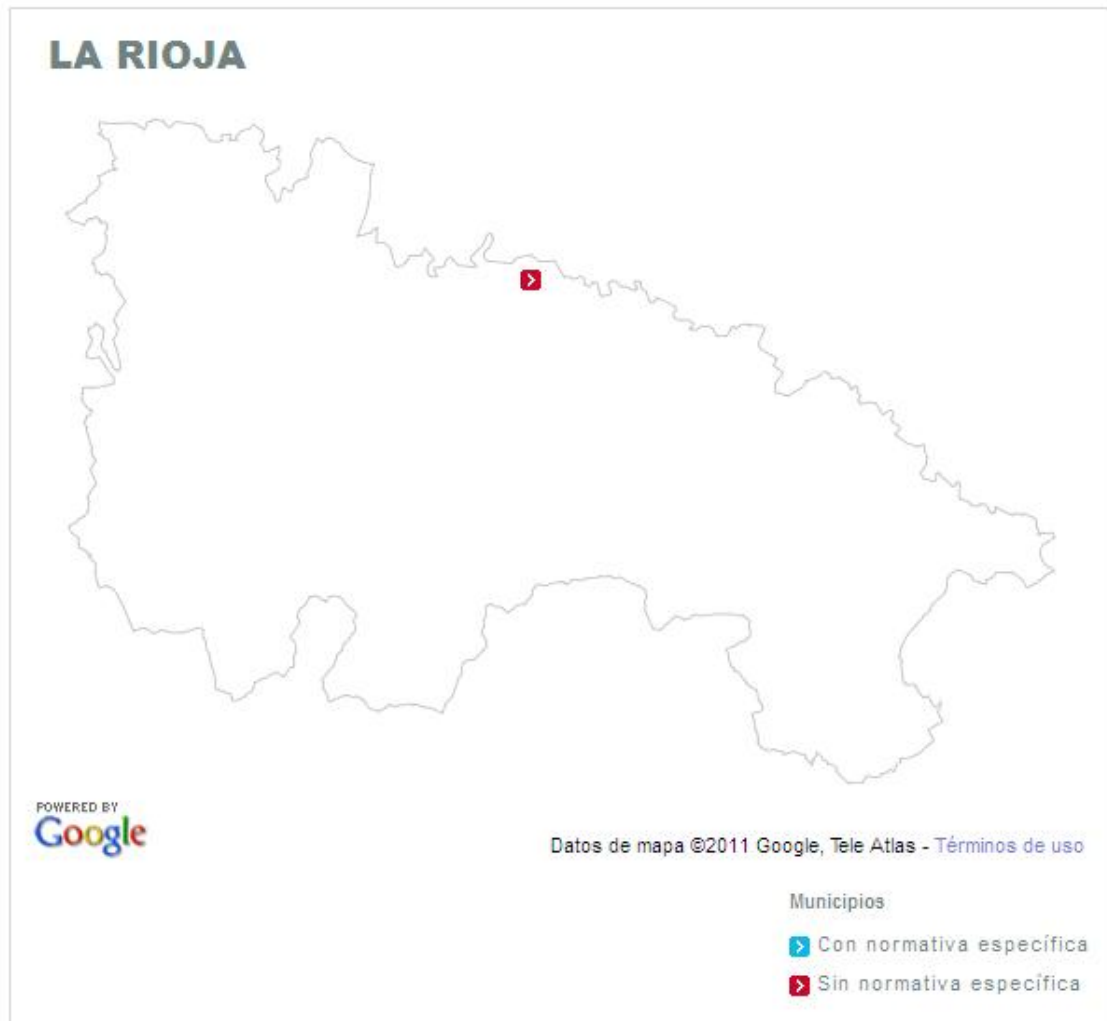 LA RIOJA
POWERED BY
Google
Datos de mapa ©2011 Google, Tele Atlas - Términos de uso
Municipios
Con normativa específica
Sin normativa específica